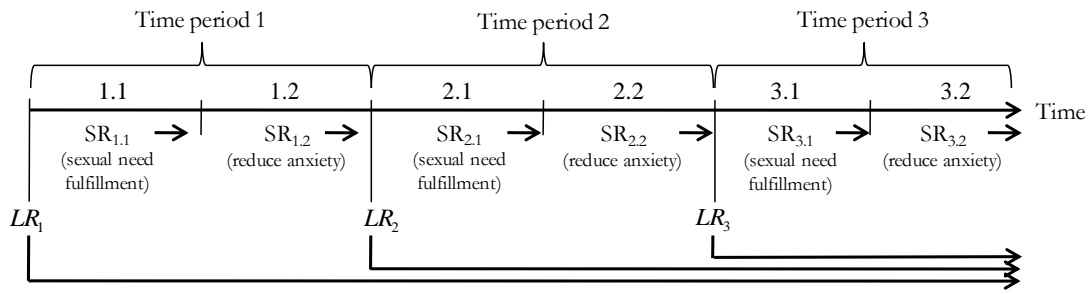 Time period 1
Time period 2
Time period 3
1.1
1.2
2.1
2.2
3.1
3.2
Time
SR1.1
(sexual need
fulfillment)
SR1.2
(reduce anxiety)
SR2.1
(sexual need
fulfillment)
SR2.2
(reduce anxiety)
SR3.1
(sexual need
fulfillment)
SR3.2
(reduce anxiety)
LR1
LR2
LR3